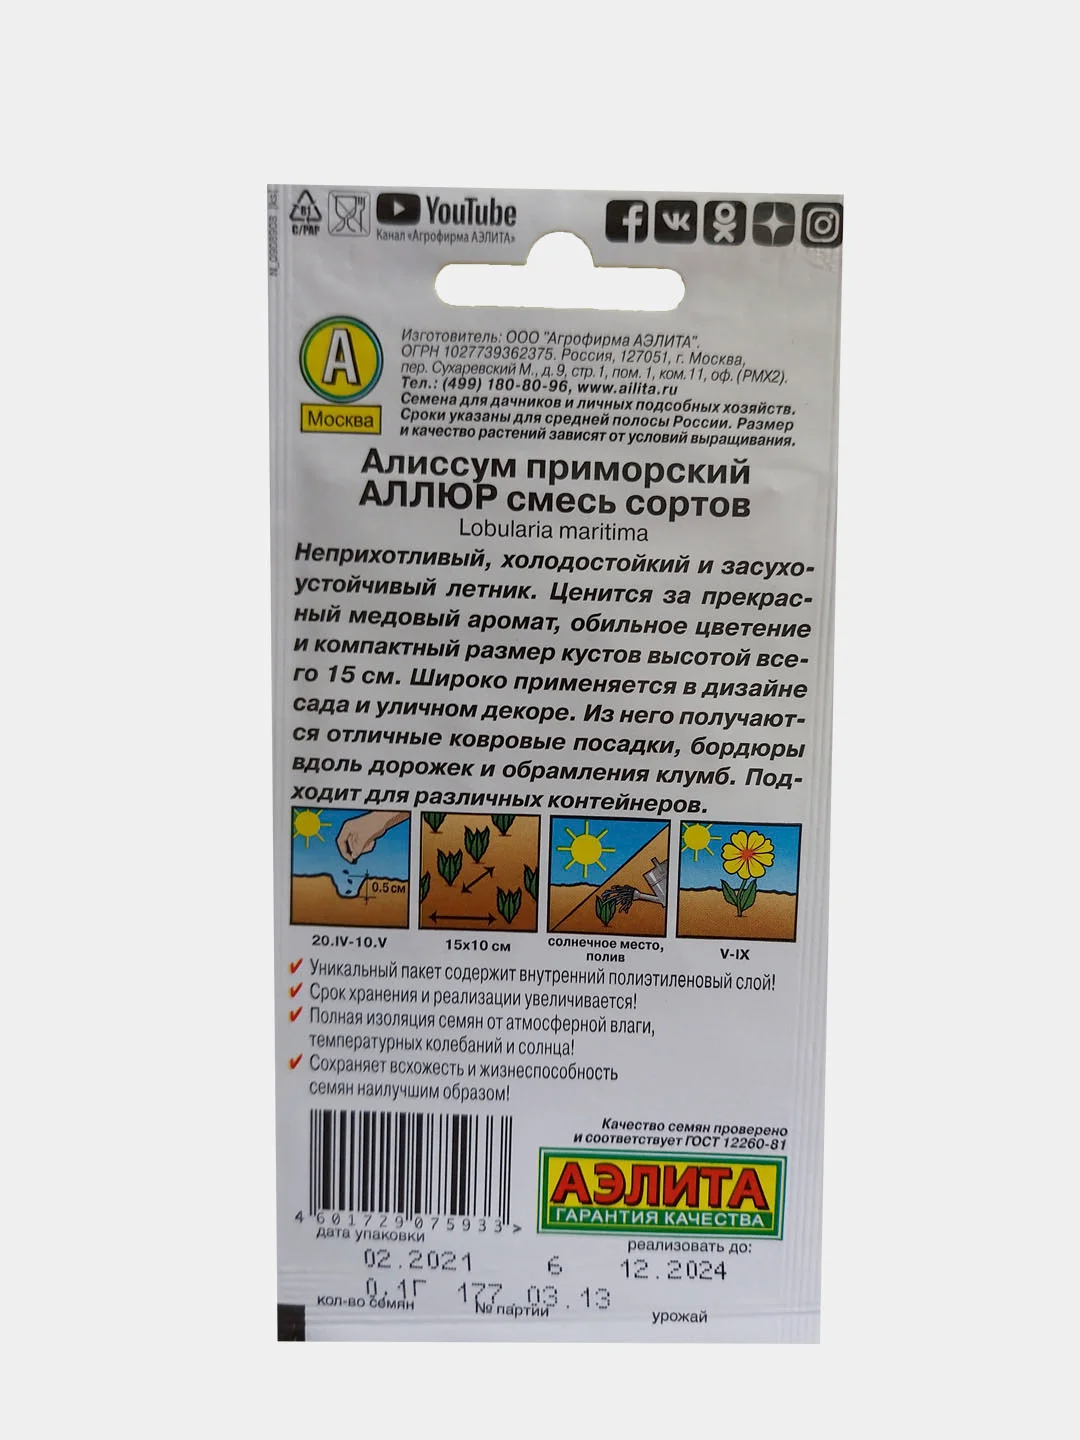 YouTube
Канал «Агрофирма АЭЛИТА»
C/PAP
N_0908908
А
Москва
Изготовитель: ООО "Агрофирма АЭЛИТА".
ОГРН 1027739362375. Россия, 127051, г. Москва,
пер. Сухаревский М., д. 9, стр. 1, пом. 1, ком. 11, оф. (РМХ2).
Тел.: (499) 180-80-96, www.ailita.ru
Семена для дачников и личных подсобных хозяйств.
Сроки указаны для средней полосы России. Размер
и качество растений зависят от условий выращивания.
Алиссум приморский
АЛЛЮР смесь сортов
Lobularia maritima
Неприхотливый, холодостойкий и засухо-
устойчивый летник. Ценится за прекрас-
ный медовый аромат, обильное цветение
и компактный размер кустов высотой все-
го 15 см. Широко применяется в дизайне
сада и уличном декоре. Из него получают-
ся отличные ковровые посадки, бордюры
вдоль дорожек и обрамления клумб. Под-
ходит для различных контейнеров.
0.5 см
20.IV-10.V
15x10 см
солнечное место,
полив
V-IX
Уникальный пакет содержит внутренний полиэтиленовый слой!
Срок хранения и реализации увеличивается!
Полная изоляция семян от атмосферной влаги,
температурных колебаний и солнца!
Сохраняет всхожесть и жизнеспособность
семян наилучшим образом!
Качество семян проверено
и соответствует ГОСТ 12260-81
АЭЛИТА
ГАРАНТИЯ КАЧЕСТВА
4 601729 075933 >
дата упаковки
реализовать до:
02.2021 6 12.2024
0.1Г 177 03.13
кол-во семян
№ партии
урожай